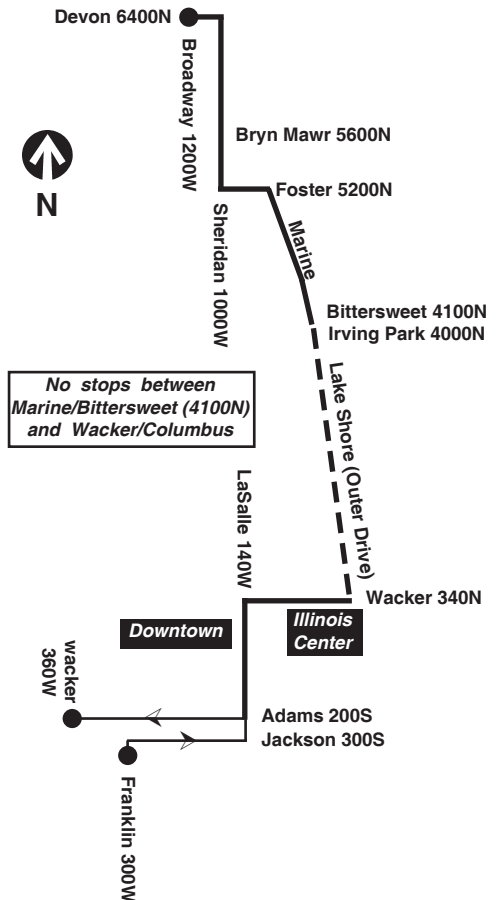 Devon 6400N
Broadway 1200W
Bryn Mawr 5600N
N
Foster 5200N
Sheridan 1000W
Marine
Bittersweet 4100N
Irving Park 4000N
Lake Shore (Outer Drive)
No stops between
Marine/Bittersweet (4100N)
and Wacker/Columbus
LaSalle 140W
Wacker 340N
Illinois
Center
Downtown
wacker
360W
Adams 200S
Jackson 300S
Franklin 300W